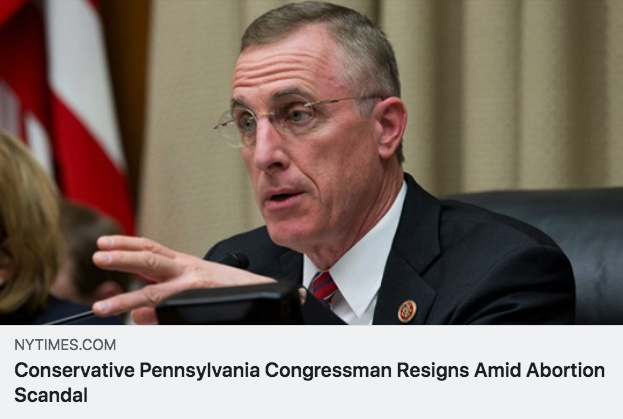 NYTIMES.COM
Conservative Pennsylvania Congressman Resigns Amid Abortion
Scandal